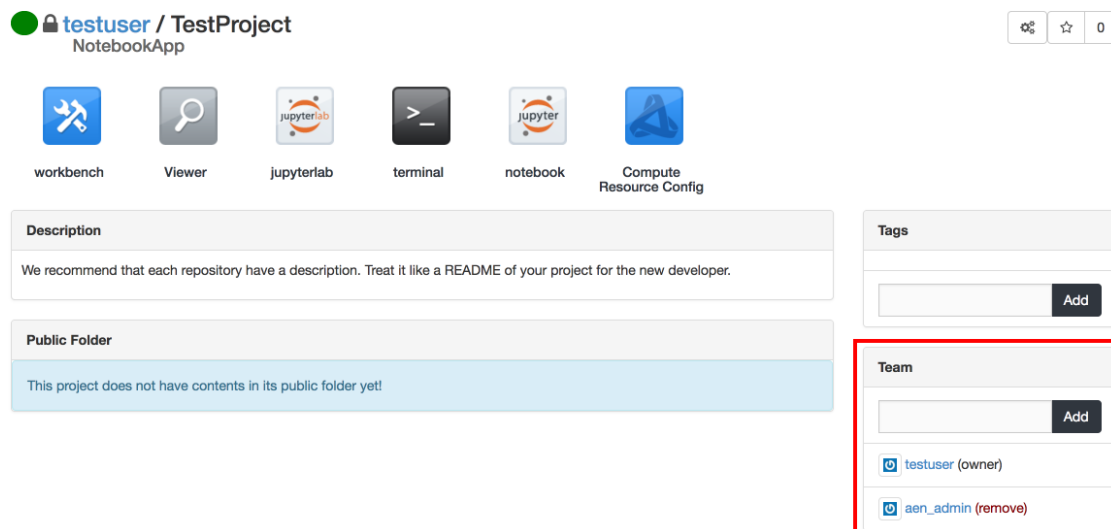 testuser / TestProject
NotebookApp
0
>_
jupyterlab
jupyter
workbench
Viewer
jupyterlab
terminal
notebook
Compute
Resource Config
Description
We recommend that each repository have a description. Treat it like a README of your project for the new developer.
Public Folder
This project does not have contents in its public folder yet!
Tags
Add
Team
Add
testuser (owner)
aen_admin (remove)